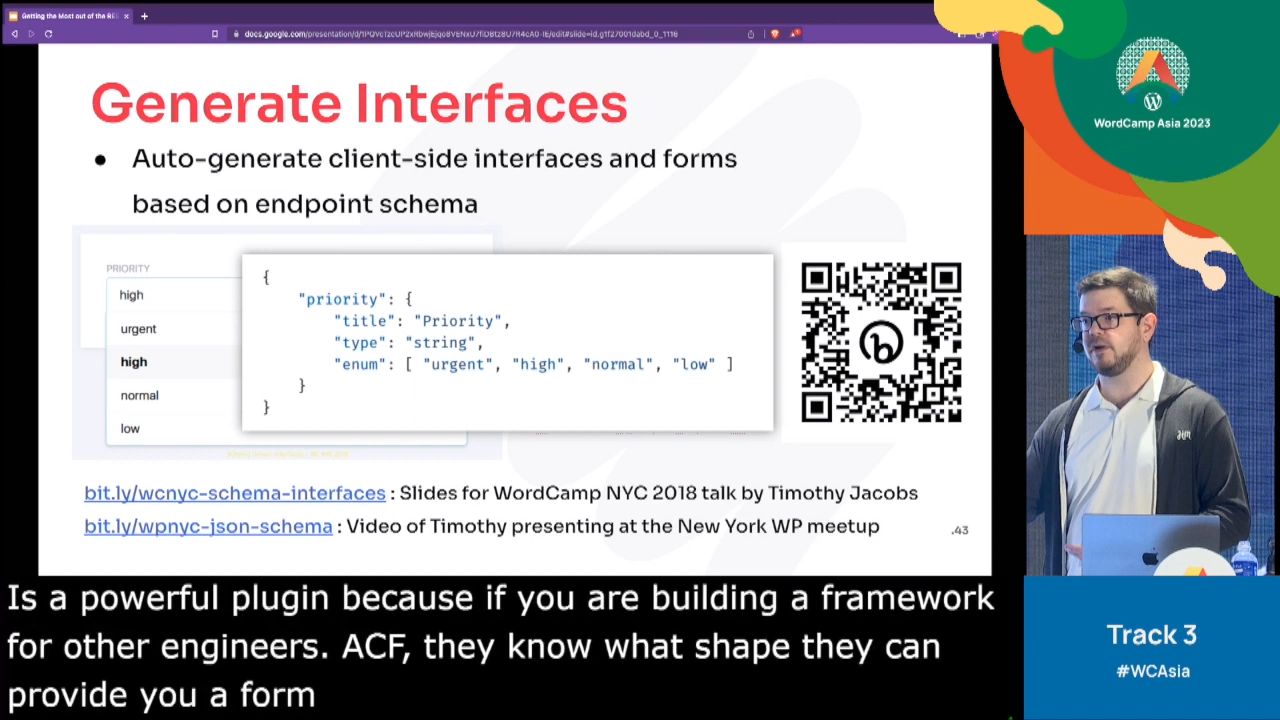 Getting the Most out of the RES
docs.google.com/presentation/d/
Generate Interfaces
● Auto-generate client-side interfaces and forms
based on endpoint schema
PRIORITY
high
urgent
high
normal
low
{
"priority": {
"title": "Priority",
"type": "string",
"enum": [ "urgent", "high", "normal", "low" ]
}
}
bit.ly/wcnyc-schema-interfaces : Slides for WordCamp NYC 2018 talk by Timothy Jacobs
bit.ly/wpnyc-json-schema : Video of Timothy presenting at the New York WP meetup
.43
WordCamp Asia 2023
Is a powerful plugin because if you are building a framework
for other engineers. ACF, they know what shape they can
provide you a form
Track 3
#WCAsia